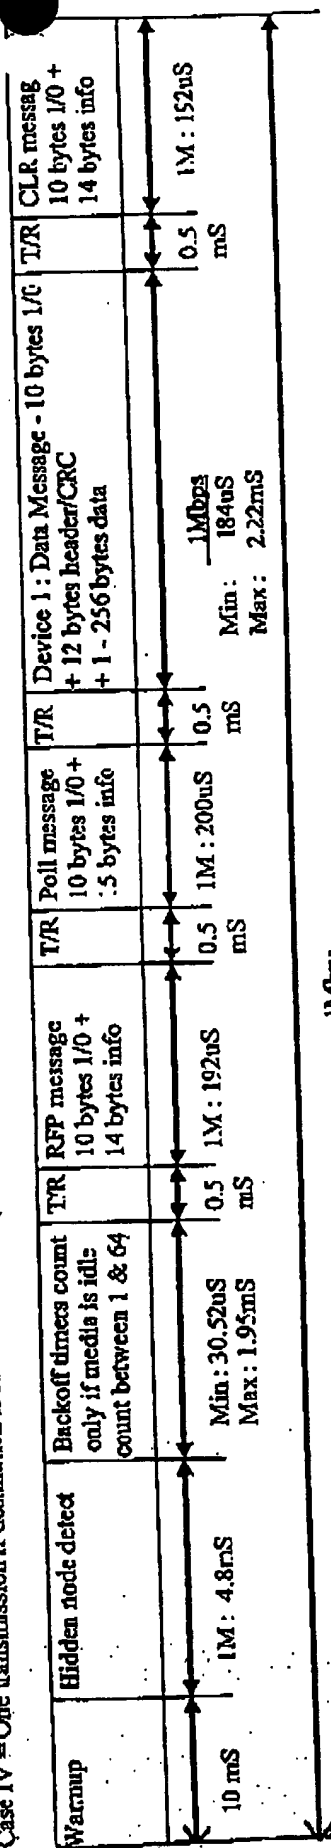 Case IV = One transmission
Warmup
Hidden node detect
Backoff timers count
only if media is idle
count between 1 & 64
T/R
RFP message
10 bytes 1/0 +
14 bytes info
T/R
Poll message
10 bytes 1/0 +
:5 bytes info
T/R
Device 1 : Data Message - 10 bytes 1/0
+ 12 bytes header/CRC
+ 1 - 256 bytes data
T/R
CLR messag
10 bytes 1/0 +
14 bytes info
10 mS
1M : 4.8mS
Min: 30.52uS
Max: 1.95mS
0.5
mS
1M : 192uS
0.5
mS
1M : 200uS
0.5
mS
1Mbps
Min: 184uS
Max: 2.22mS
0.5
mS
1M : 152uS